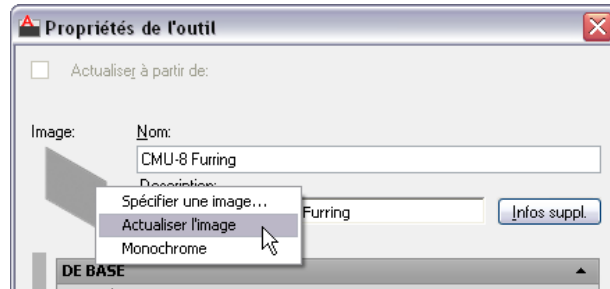 Propriétés de l'outil
Actualiser à partir de:
Image:
Nom:
CMU-8 Furring
Description:
Furring
Infos suppl.
Spécifier une image...
Actualiser l'image
Monochrome
DE BASE